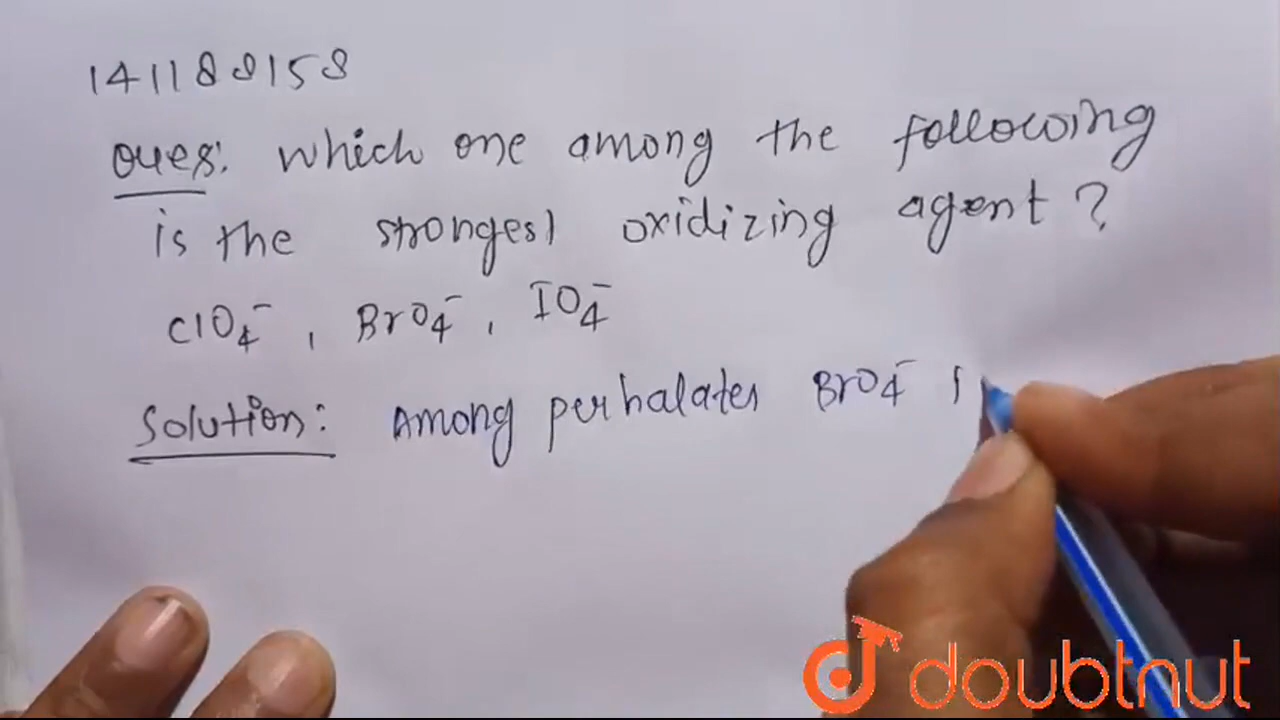 141188158
Ques: which one among the following
is the strongest oxidizing agent?
ClO4⁻, BrO4⁻, IO4⁻
Solution: Among perhalates BrO4⁻
doubtnut